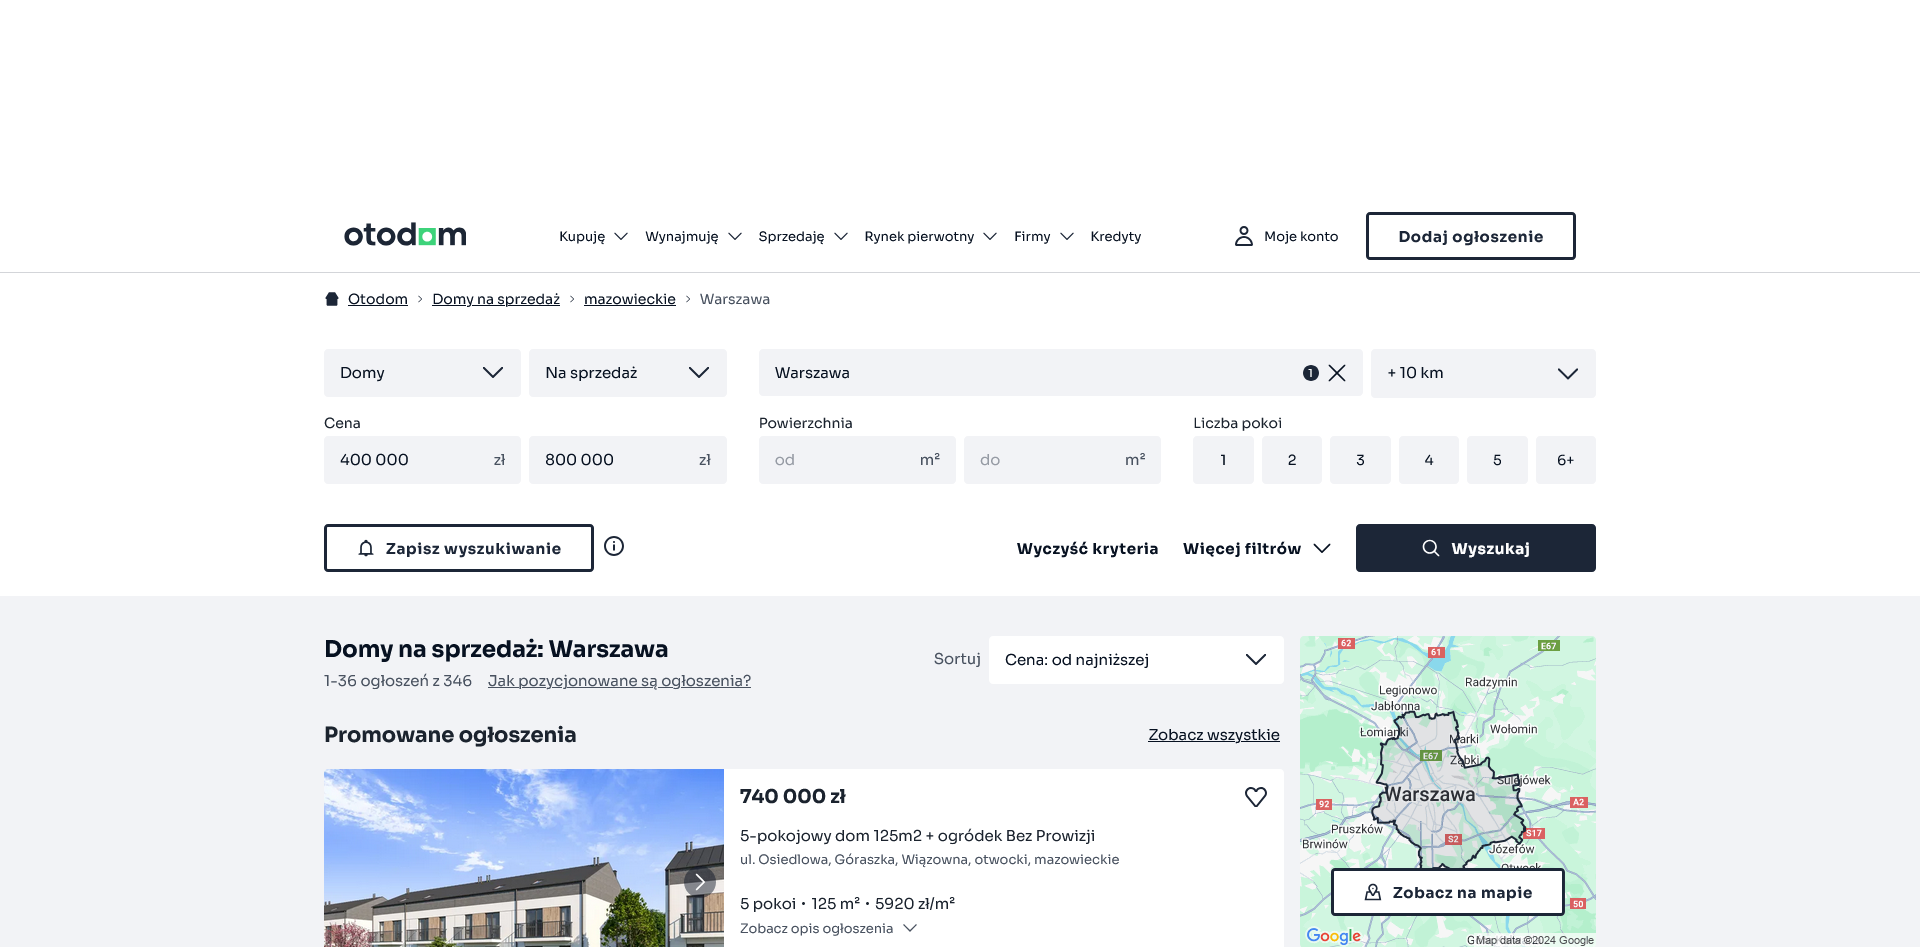 otodom
Kupuję Wynajmuję Sprzedaję Rynek pierwotny Firmy Kredyty
Moje konto
Dodaj ogłoszenie
Otodom › Domy na sprzedaż › mazowieckie › Warszawa
Domy
Na sprzedaż
Warszawa
1
+ 10 km
Cena
Powierzchnia
Liczba pokoi
400 000 zł
800 000 zł
od m²
do m²
1 2 3 4 5 6+
Zapisz wyszukiwanie
Wyczyść kryteria
Więcej filtrów
Wyszukaj
Domy na sprzedaż: Warszawa
1-36 ogłoszeń z 346 Jak pozycjonowane są ogłoszenia?
Sortuj
Cena: od najniższej
Promowane ogłoszenia
Zobacz wszystkie
740 000 zł
5-pokojowy dom 125m2 + ogródek Bez Prowizji
ul. Osiedlowa, Góraszka, Wiązowna, otwocki, mazowieckie
5 pokoi • 125 m² • 5920 zł/m²
Zobacz opis ogłoszenia
62
61
E67
Radzymin
Legionowo
Jabłonna
Wołomin
Łomianki
Marki
E67
Ząbki
Sulejówek
Warszawa
92
A2
Pruszków
S17
S2
Brwinów
Józefów
Otwock
Zobacz na mapie
50
Google
Map data ©2024 Google